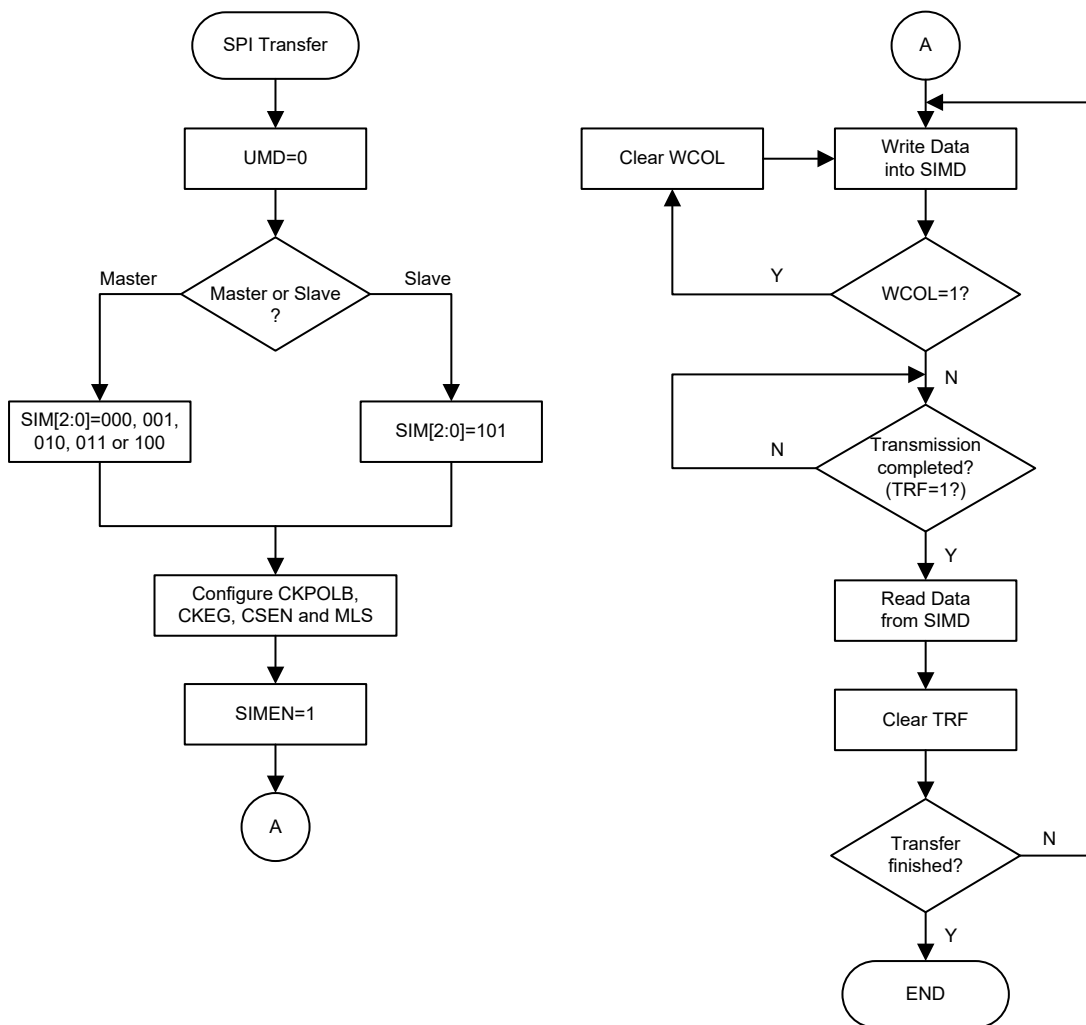 SPI Transfer
UMD=0
Master
Slave
Master or Slave
?
SIM[2:0]=000, 001,
010, 011 or 100
SIM[2:0]=101
Configure CKPOLB,
CKEG, CSEN and MLS
SIMEN=1
A
A
Clear WCOL
Write Data
into SIMD
Y
WCOL=1?
N
N
Transmission
completed?
(TRF=1?)
Y
Read Data
from SIMD
Clear TRF
Transfer
finished?
N
Y
END